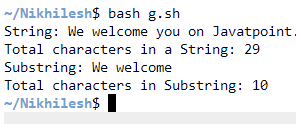 ~/Nikhilesh$ bash g.sh
String: We welcome you on Javatpoint.
Total characters in a String: 29
Substring: We welcome
Total characters in Substring: 10
~/Nikhilesh$